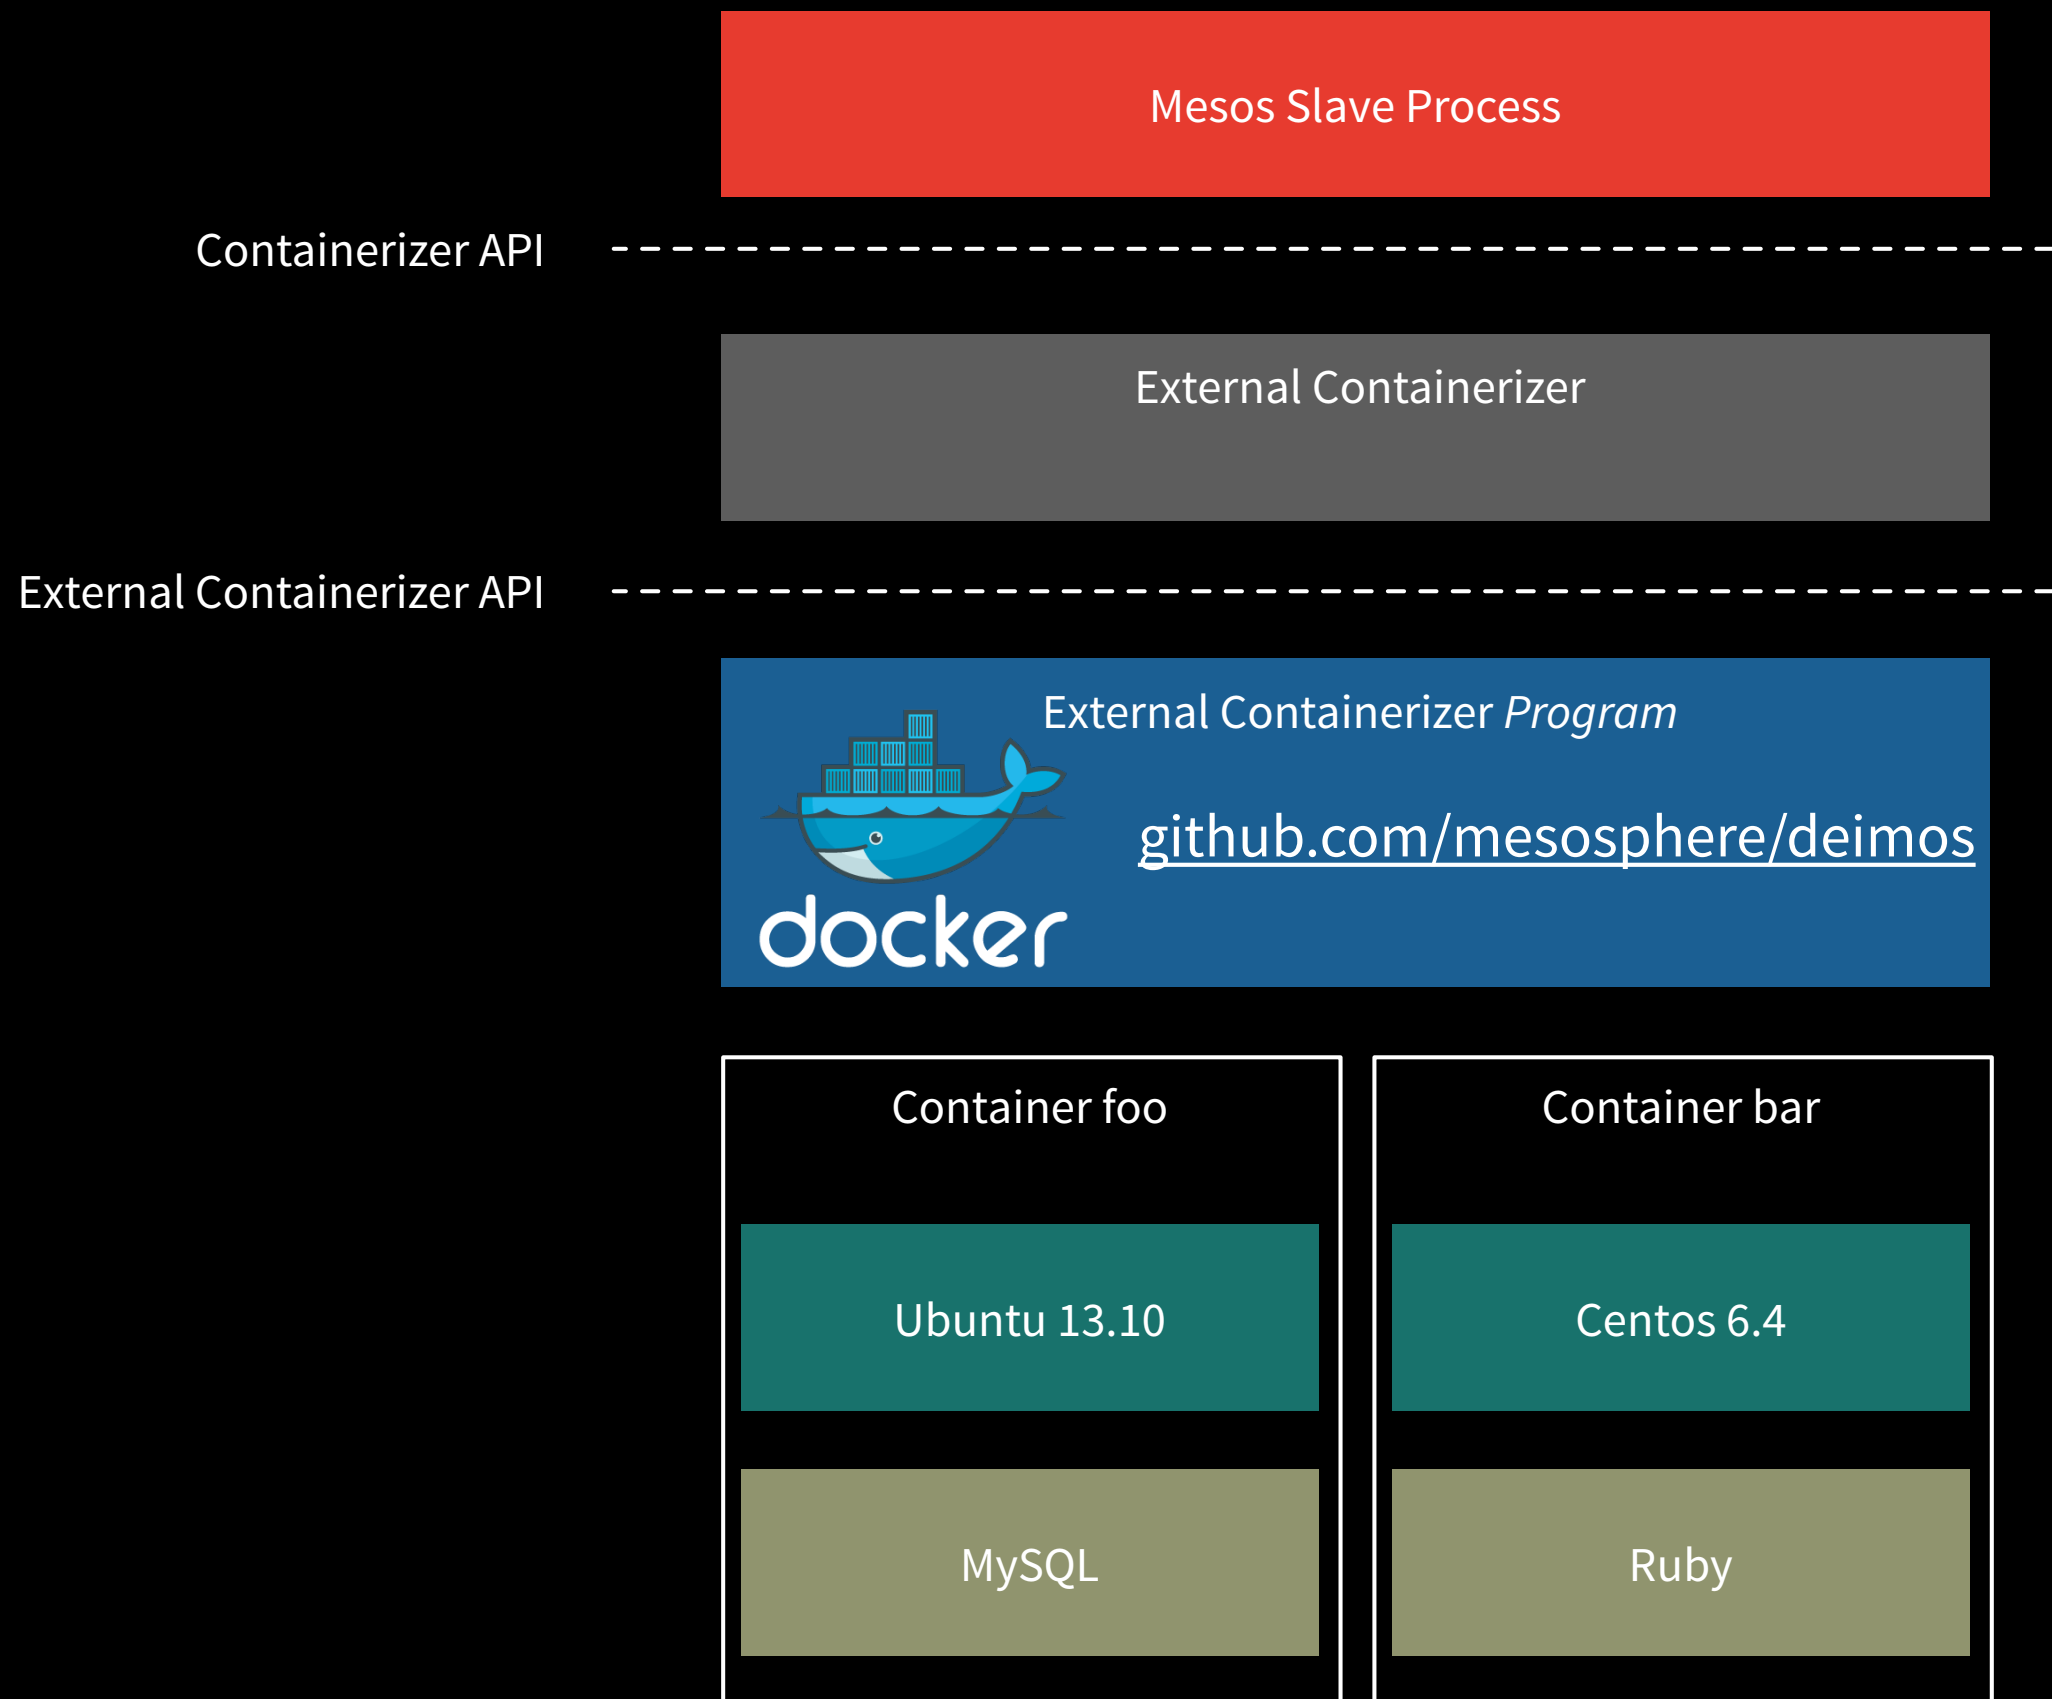 Mesos Slave Process
Containerizer API
External Containerizer
External Containerizer API
External Containerizer Program
github.com/mesosphere/deimos
docker
Container foo
Container bar
Ubuntu 13.10
Centos 6.4
MySQL
Ruby